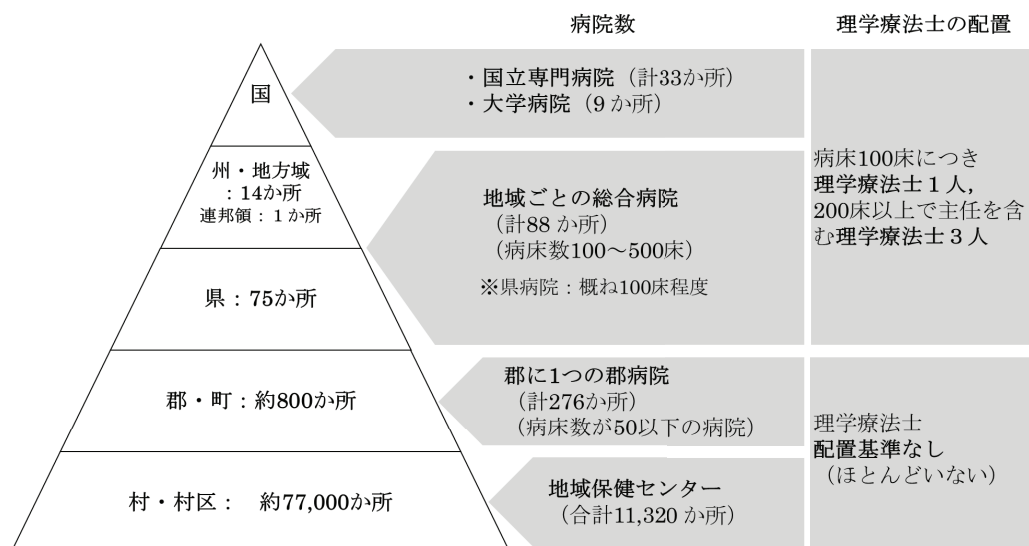 病院数
理学療法士の配置
国
・国立専門病院（計33か所）
・大学病院（9 か所）
州・地方域
：14か所
連邦領：１か所
地域ごとの総合病院
（計88 か所）
（病床数100～500床）
※県病院：概ね100床程度
病床100床につき
理学療法士１人，
200床以上で主任を含
む理学療法士３人
県：75か所
郡・町：約800か所
郡に1つの郡病院
（計276か所）
（病床数が50以下の病院）
理学療法士
配置基準なし
（ほとんどいない）
村・村区：　約77,000か所
地域保健センター
（合計11,320 か所）